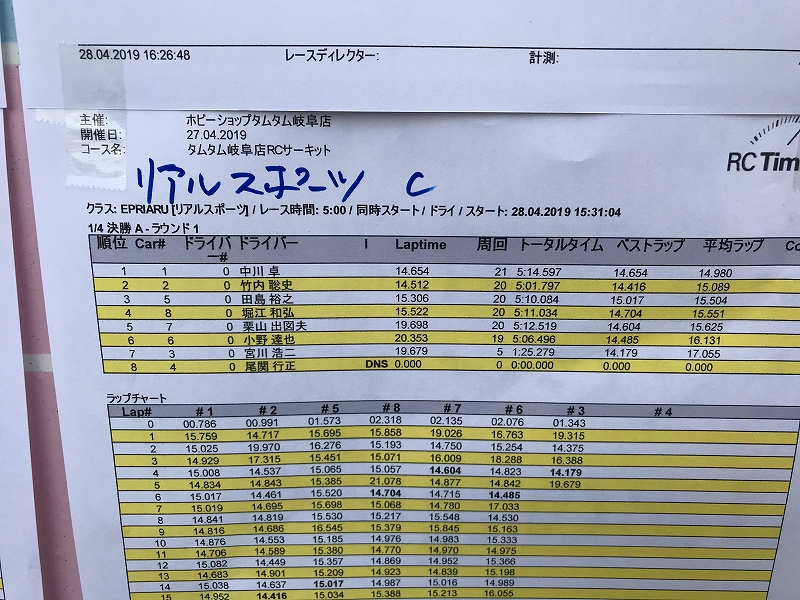 28.04.2019 16:26:48 レースディレクター: 計測:
主催: ホビーショップタムタム岐阜店
開催日: 27.04.2019
コース名: タムタム岐阜店RCサーキット
RC Tim
リアルスポーツ C
クラス: EPRIARU [リアルスポーツ] / レース時間: 5:00 / 同時スタート / ドライ / スタート: 28.04.2019 15:31:04
1/4 決勝 A - ラウンド 1
順位 Car# ドライバー# ドライバー I Laptime 周回 トータルタイム ベストラップ 平均ラップ Co
1 1 0 中川 卓 14.654 21 5:14.597 14.654 14.980
2 2 0 竹内 聡史 14.512 20 5:01.797 14.416 15.089
3 5 0 田島 裕之 15.306 20 5:10.084 15.017 15.504
4 8 0 堀江 和弘 15.522 20 5:11.034 14.704 15.551
5 7 0 栗山 出図夫 19.698 20 5:12.519 14.604 15.625
6 6 0 小野 達也 20.353 19 5:06.496 14.485 16.131
7 3 0 宮川 浩二 19.679 5 1:25.279 14.179 17.055
8 4 0 尾関 行正 DNS 0.000 0 0:00.000 0.000 0.000
ラップチャート
Lap# # 1 # 2 # 5 # 8 # 7 # 6 # 3 # 4
0 00.786 00.991 01.573 02.318 02.135 02.076 01.343
1 15.759 14.717 15.695 15.858 19.026 16.763 19.315
2 15.025 19.970 16.276 15.193 14.750 15.254 14.375
3 14.929 17.315 15.451 15.071 16.009 18.288 16.388
4 15.008 14.537 15.065 15.057 14.604 14.823 14.179
5 14.834 14.843 15.385 21.078 14.877 14.842 19.679
6 15.017 14.461 15.520 14.704 14.715 14.485
7 15.019 14.695 15.698 15.068 14.780 17.033
8 14.841 14.819 15.530 15.217 15.548 14.530
9 14.816 14.686 16.545 15.379 15.845 15.163
10 14.876 14.553 15.185 14.976 14.983 15.333
11 14.706 14.589 15.380 14.770 14.970 14.975
12 15.082 14.449 15.357 14.869 14.952 15.366
13 14.683 14.901 15.209 14.923 14.839 15.198
14 15.038 14.637 15.017 14.987 15.016 14.989
15 14.952 14.416 15.034 15.388 15.213 16.055